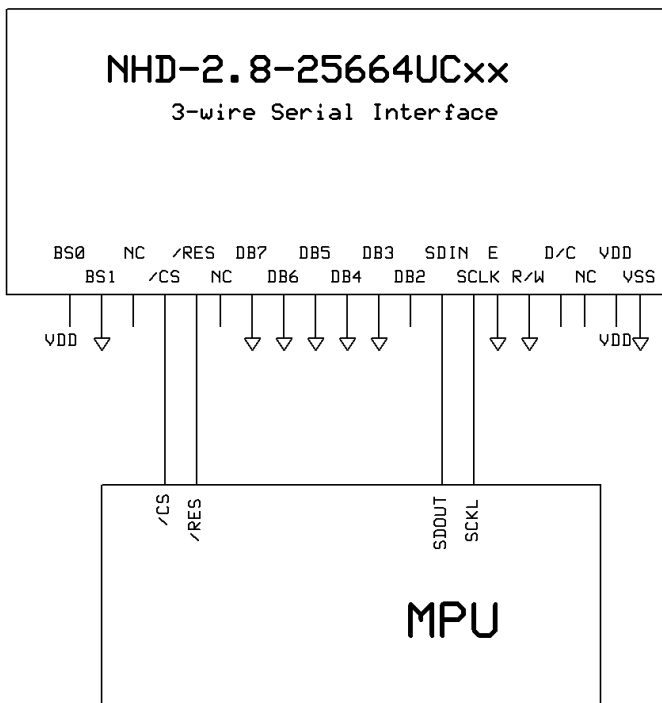 NHD-2.8-25664UCxx
3-wire Serial Interface
BS0 NC /RES DB7 DB5 DB3 SDIN E D/C VDD
BS1 /CS NC DB6 DB4 DB2 SCLK R/W NC VSS
VDD VDD
/CS
/RES
SDOUT
SCKL
MPU